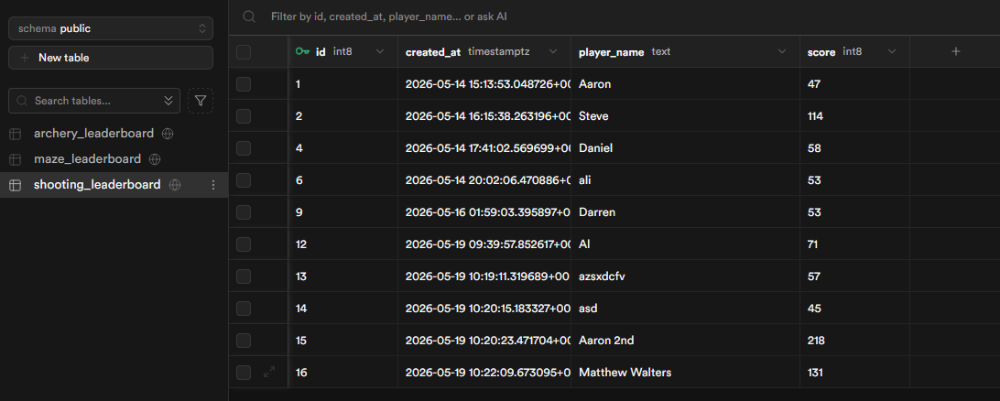 schema public
New table
Search tables...
archery_leaderboard
maze_leaderboard
shooting_leaderboard
Filter by id, created_at, player_name... or ask AI
id int8 created_at timestamptz player_name text score int8
1 2026-05-14 15:13:53.048726+00 Aaron 47
2 2026-05-14 16:15:38.263196+00 Steve 114
4 2026-05-14 17:41:02.569699+00 Daniel 58
6 2026-05-14 20:02:06.470886+0 ali 53
9 2026-05-16 01:59:03.395897+00 Darren 53
12 2026-05-19 09:39:57.852617+00 Al 71
13 2026-05-19 10:19:11.319689+00 azsxdcfv 57
14 2026-05-19 10:20:15.183327+00 asd 45
15 2026-05-19 10:20:23.471704+00 Aaron 2nd 218
16 2026-05-19 10:22:09.673095+00 Matthew Walters 131